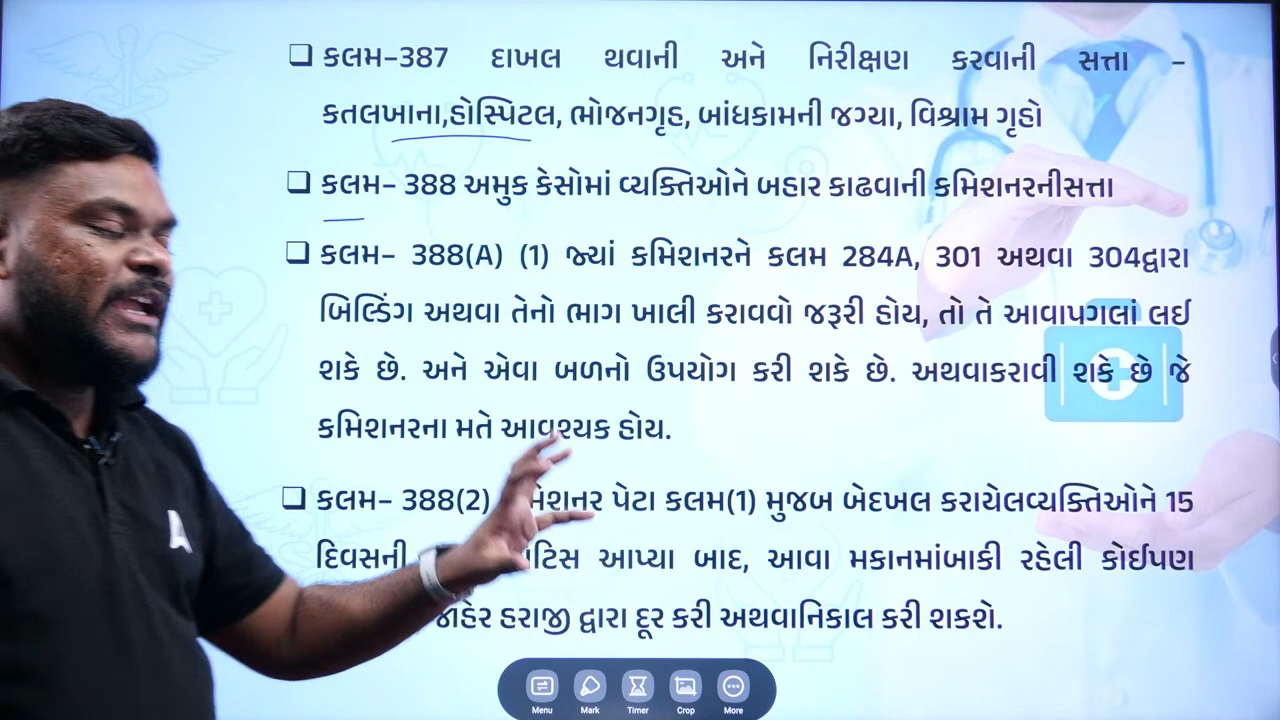 ❑ કલમ–387 દાખલ થવાની અને નિરીક્ષણ કરવાની સત્તા –
કતલખાના,હોસ્પિટલ, ભોજનગૃહ, બાંધકામની જગ્યા, વિશ્રામ ગૃહો
❑ કલમ– 388 અમુક કેસોમાં વ્યક્તિઓને બહાર કાઢવાની કમિશનરનીસત્તા
❑ કલમ– 388(A) (1) જ્યાં કમિશનરને કલમ 284A, 301 અથવા 304દ્વારા
બિલ્ડિંગ અથવા તેનો ભાગ ખાલી કરાવવો જરૂરી હોય, તો તે આવાપગલાં લઈ
શકે છે. અને એવા બળનો ઉપયોગ કરી શકે છે. અથવાકરાવી શકે છે જે
કમિશનરના મતે આવશ્યક હોય.
❑ કલમ– 388(2) પેટા કલમ(1) મુજબ બેદખલ કરાયેલવ્યક્તિઓને 15
દિવસની આપ્યા બાદ, આવા મકાનમાંબાકી રહેલી કોઈપણ
જાહેર હરાજી દ્વારા દૂર કરી અથવાનિકાલ કરી શકશે.
Menu Mark Timer Crop More